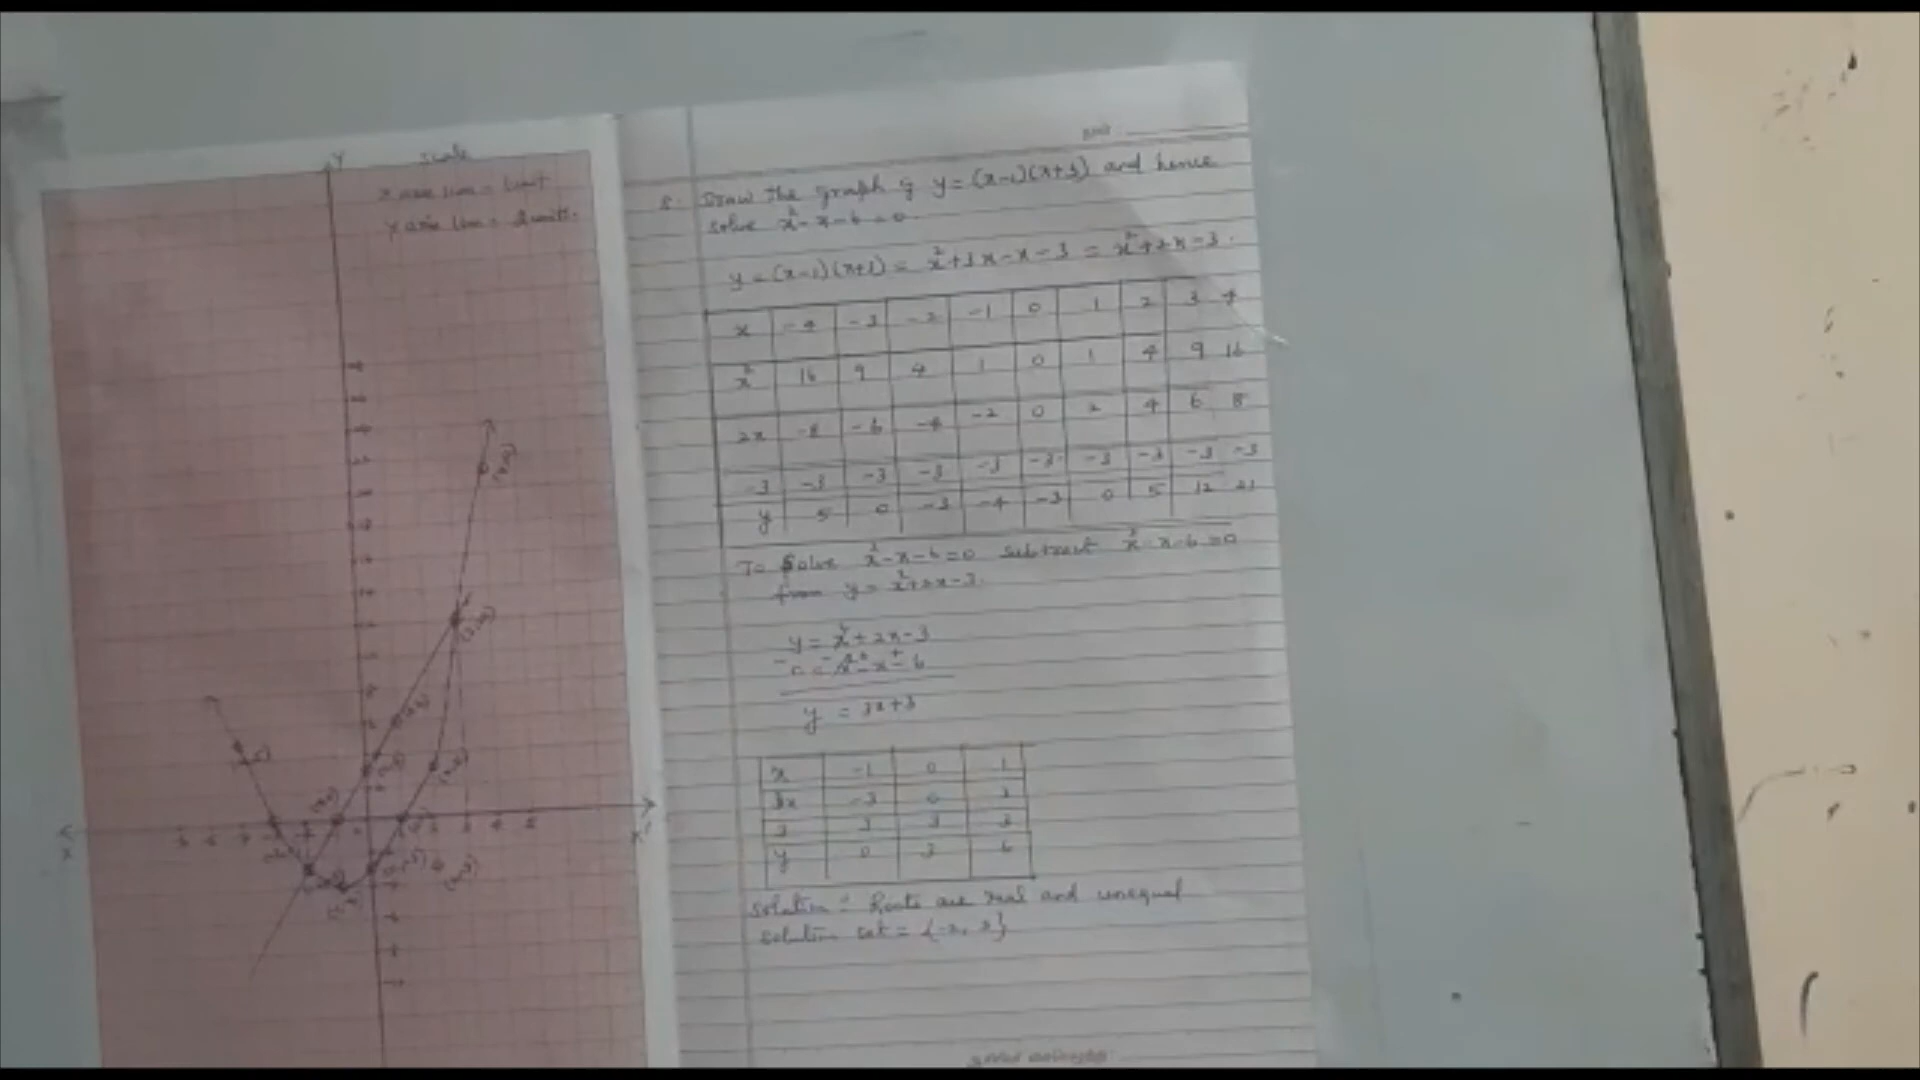 Y
Scale
X axis 1cm = 1unit
Y axis 1cm = 2units.
8. Draw the graph of y = (x-1)(x+3) and hence
solve x² - x - 6 = 0.
y = (x-1)(x+3) = x² + 3x - x - 3 = x² + 2x - 3.
x -4 -3 -2 -1 0 1 2 3 4
x² 16 9 4 1 0 1 4 9 16
2x -8 -6 -4 -2 0 2 4 6 8
-3 -3 -3 -3 -3 -3 -3 -3 -3 -3
y 5 0 -3 -4 -3 0 5 12 21
To Solve x² - x - 6 = 0 subtract x² - x - 6 = 0
from y = x² + 2x - 3.
y = x² + 2x - 3
0 = x² - x - 6
y = 3x + 3
x -1 0 1
3x -3 0 3
3 3 3 3
y 0 3 6
Solution : Roots are real and unequal
Solution set = {-2, 3}